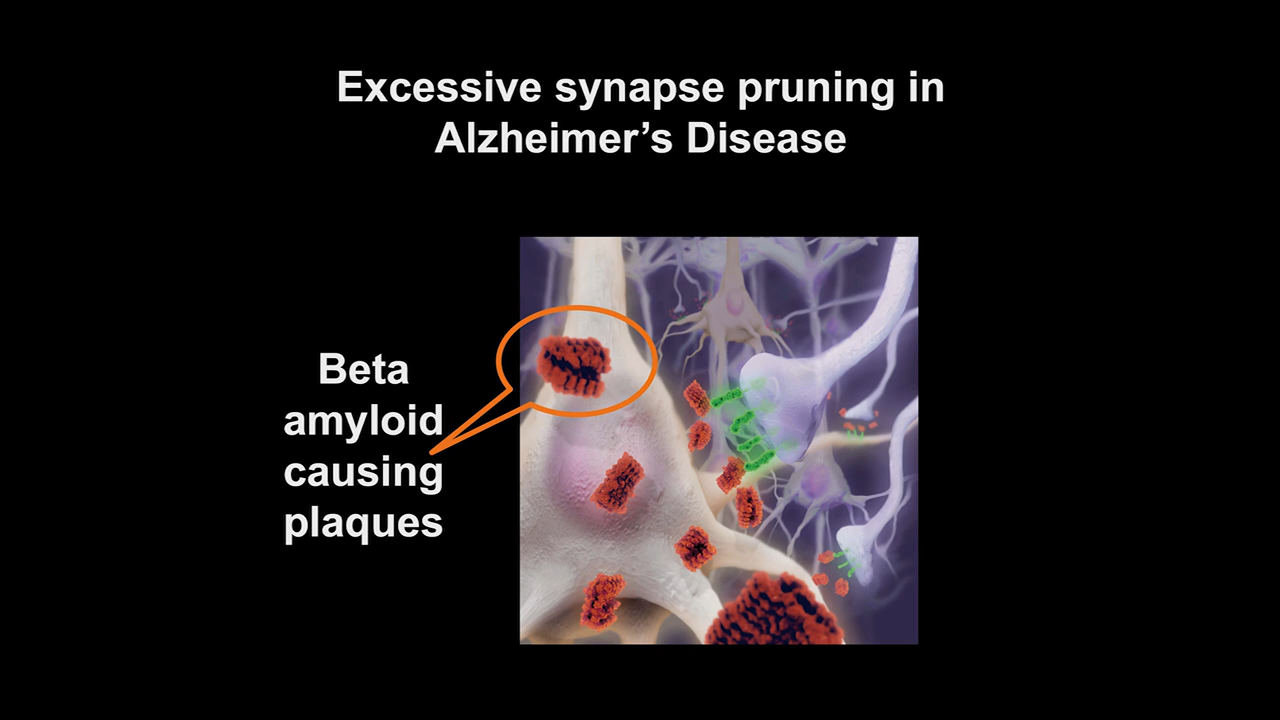 Excessive synapse pruning in
Alzheimer’s Disease
Beta
amyloid
causing
plaques